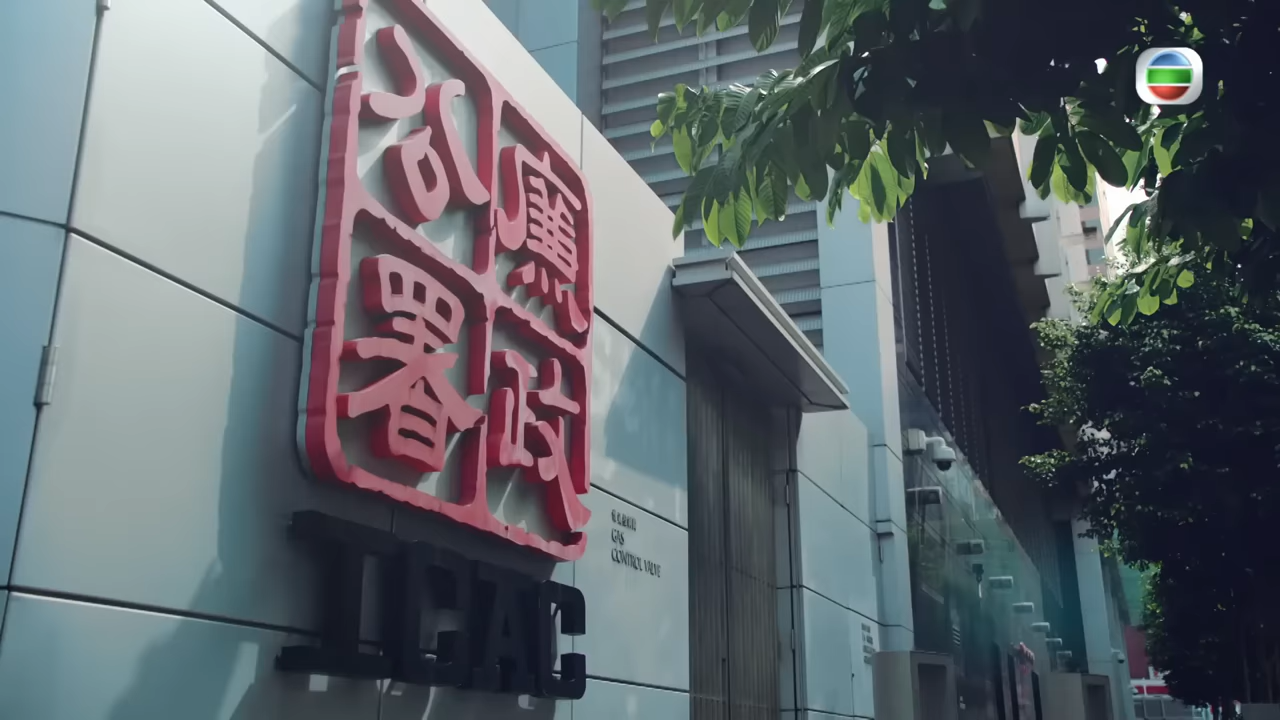 廉政
公署
ICAC
GAS
CONTROL VALVE